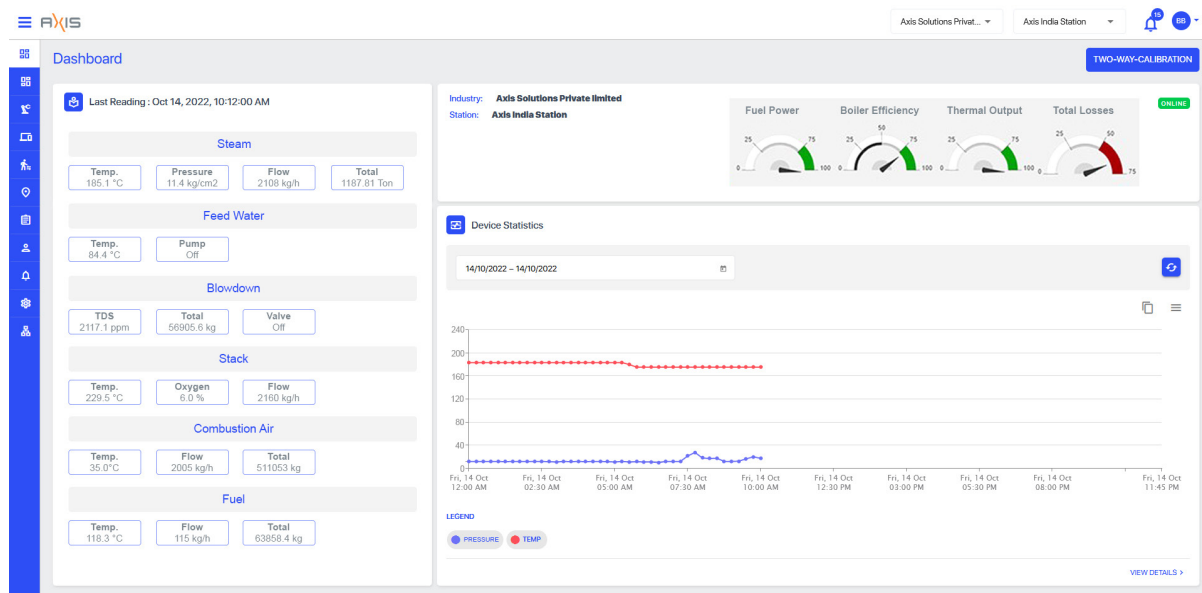 AXIS
Axis Solutions Privat...
Axis India Station
15
BB
Dashboard
TWO-WAY-CALIBRATION
Last Reading : Oct 14, 2022, 10:12:00 AM
Steam
Temp. Pressure Flow Total
185.1 °C 11.4 kg/cm2 2108 kg/h 1187.81 Ton
Feed Water
Temp. Pump
84.4 °C Off
Blowdown
TDS Total Valve
2117.1 ppm 56905.6 kg Off
Stack
Temp. Oxygen Flow
229.5 °C 6.0 % 2160 kg/h
Combustion Air
Temp. Flow Total
35.0°C 2005 kg/h 511053 kg
Fuel
Temp. Flow Total
118.3 °C 115 kg/h 63858.4 kg
Industry: Axis Solutions Private limited
Station: Axis India Station
Fuel Power Boiler Efficiency Thermal Output Total Losses
ONLINE
50
25 75 25 75 25 75 25 50
0 100 0 100 0 100 0 75
Device Statistics
14/10/2022 – 14/10/2022
240
200
160
120
80
40
0
Fri, 14 Oct Fri, 14 Oct Fri, 14 Oct Fri, 14 Oct Fri, 14 Oct Fri, 14 Oct Fri, 14 Oct Fri, 14 Oct Fri, 14 Oct Fri, 14 Oct
12:00 AM 02:30 AM 05:00 AM 07:30 AM 10:00 AM 12:30 PM 03:00 PM 05:30 PM 08:00 PM 11:45 PM
LEGEND
PRESSURE TEMP
VIEW DETAILS >